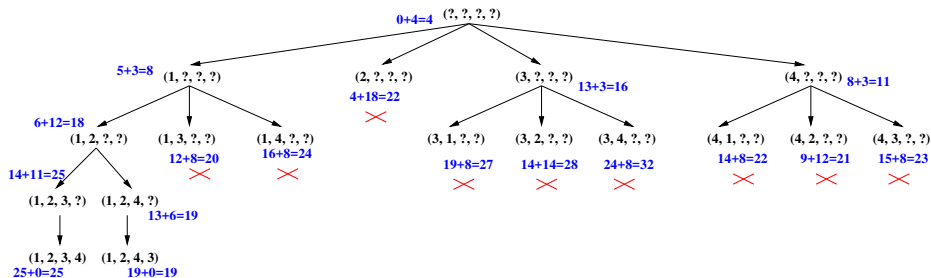 0+4=4 (?, ?, ?, ?)
5+3=8 (1, ?, ?, ?) (2, ?, ?, ?) (3, ?, ?, ?) 13+3=16 (4, ?, ?, ?) 8+3=11
4+18=22
6+12=18 (1, 2, ?, ?) (1, 3, ?, ?) (1, 4, ?, ?) (3, 1, ?, ?) (3, 2, ?, ?) (3, 4, ?, ?) (4, 1, ?, ?) (4, 2, ?, ?) (4, 3, ?, ?)
12+8=20 16+8=24 19+8=27 14+14=28 24+8=32 14+8=22 9+12=21 15+8=23
14+11=25
(1, 2, 3, ?) (1, 2, 4, ?) 13+6=19
(1, 2, 3, 4) (1, 2, 4, 3)
25+0=25 19+0=19